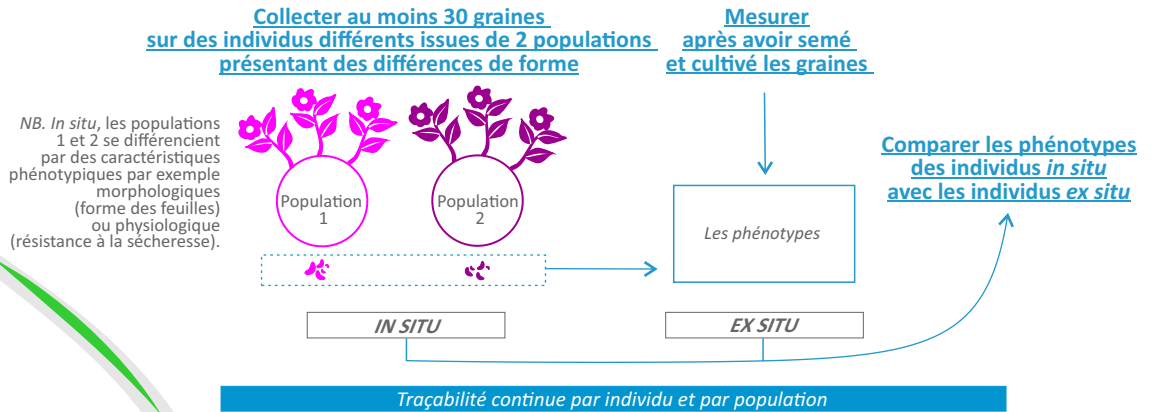 Collecter au moins 30 graines
sur des individus différents issues de 2 populations
présentant des différences de forme
Mesurer
après avoir semé
et cultivé les graines
NB. In situ, les populations
1 et 2 se différencient
par des caractéristiques
phénotypiques par exemple
morphologiques
(forme des feuilles)
ou physiologique
(résistance à la sécheresse).
Population
1
Population
2
Les phénotypes
Comparer les phénotypes
des individus in situ
avec les individus ex situ
IN SITU
EX SITU
Traçabilité continue par individu et par population